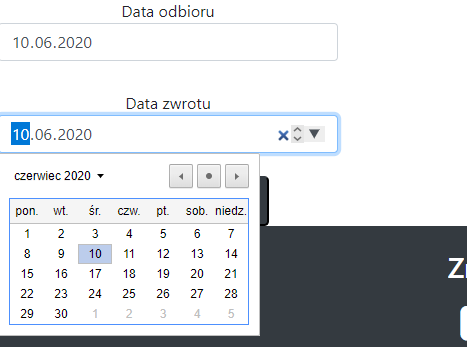 Data odbioru
10.06.2020
Data zwrotu
10.06.2020
czerwiec 2020
pon. wt. śr. czw. pt. sob. niedz.
1 2 3 4 5 6 7
8 9 10 11 12 13 14
15 16 17 18 19 20 21
22 23 24 25 26 27 28
29 30 1 2 3 4 5